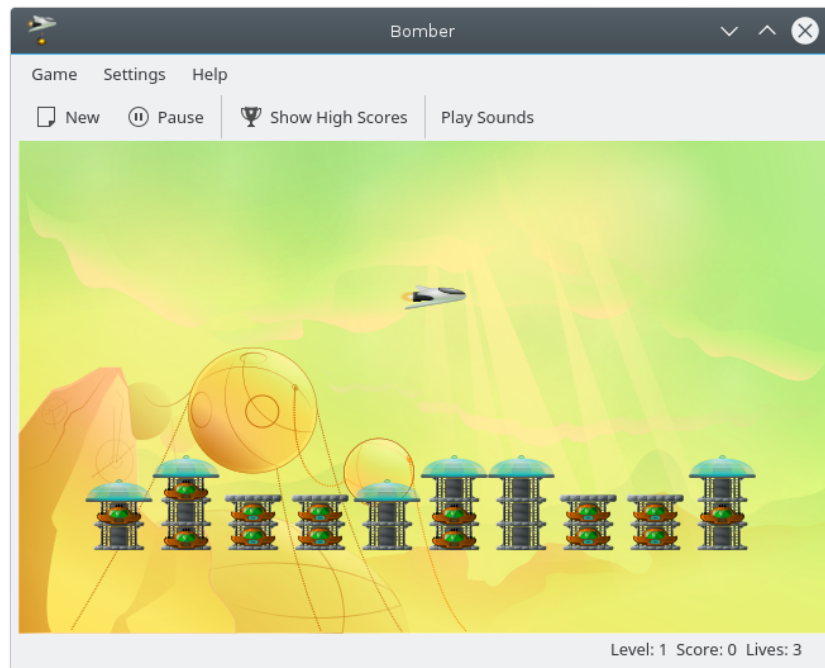 Bomber
Game Settings Help
New Pause Show High Scores Play Sounds
Level: 1 Score: 0 Lives: 3